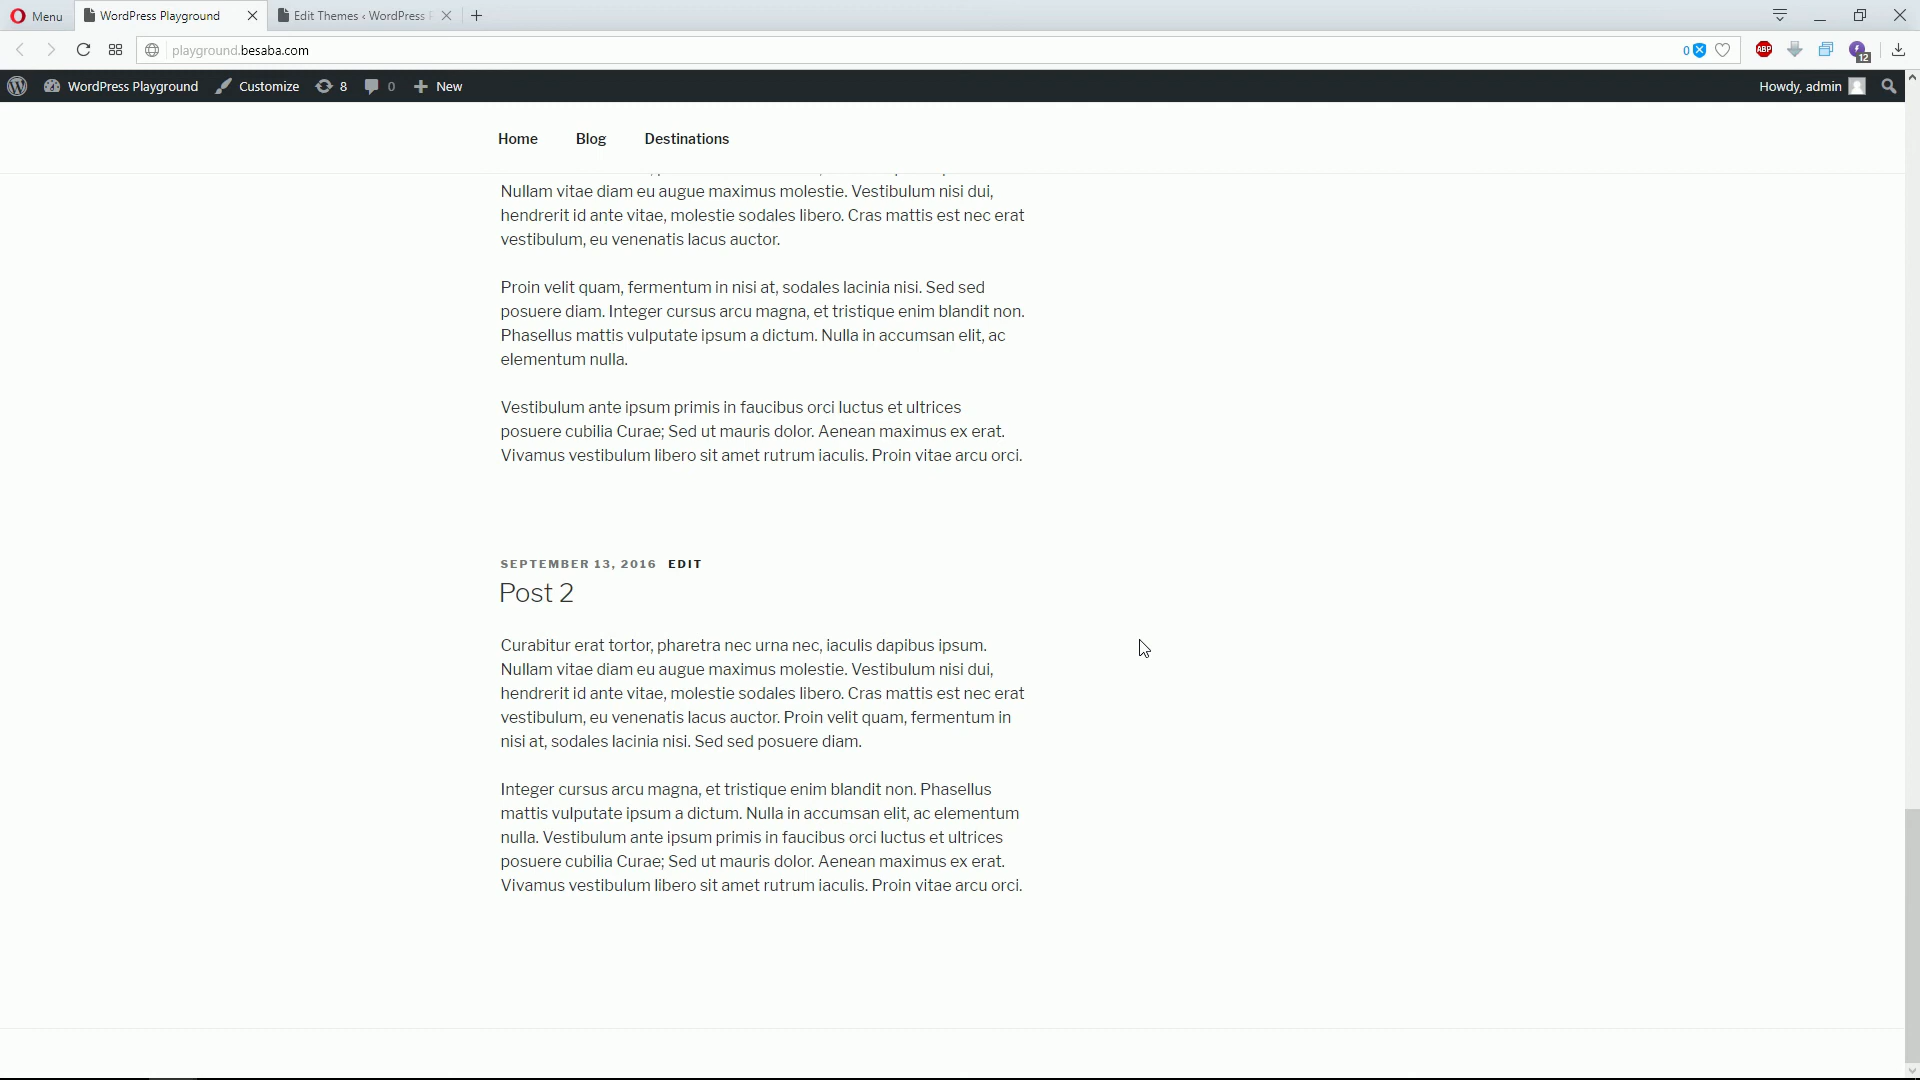 Menu
WordPress Playground
Edit Themes ‹ WordPress
playground.besaba.com
0
ABP
12
WordPress Playground
Customize
8
0
New
Howdy, admin
Home
Blog
Destinations
Nullam vitae diam eu augue maximus molestie. Vestibulum nisi dui,
hendrerit id ante vitae, molestie sodales libero. Cras mattis est nec erat
vestibulum, eu venenatis lacus auctor.
Proin velit quam, fermentum in nisi at, sodales lacinia nisi. Sed sed
posuere diam. Integer cursus arcu magna, et tristique enim blandit non.
Phasellus mattis vulputate ipsum a dictum. Nulla in accumsan elit, ac
elementum nulla.
Vestibulum ante ipsum primis in faucibus orci luctus et ultrices
posuere cubilia Curae; Sed ut mauris dolor. Aenean maximus ex erat.
Vivamus vestibulum libero sit amet rutrum iaculis. Proin vitae arcu orci.
SEPTEMBER 13, 2016 EDIT
Post 2
Curabitur erat tortor, pharetra nec urna nec, iaculis dapibus ipsum.
Nullam vitae diam eu augue maximus molestie. Vestibulum nisi dui,
hendrerit id ante vitae, molestie sodales libero. Cras mattis est nec erat
vestibulum, eu venenatis lacus auctor. Proin velit quam, fermentum in
nisi at, sodales lacinia nisi. Sed sed posuere diam.
Integer cursus arcu magna, et tristique enim blandit non. Phasellus
mattis vulputate ipsum a dictum. Nulla in accumsan elit, ac elementum
nulla. Vestibulum ante ipsum primis in faucibus orci luctus et ultrices
posuere cubilia Curae; Sed ut mauris dolor. Aenean maximus ex erat.
Vivamus vestibulum libero sit amet rutrum iaculis. Proin vitae arcu orci.